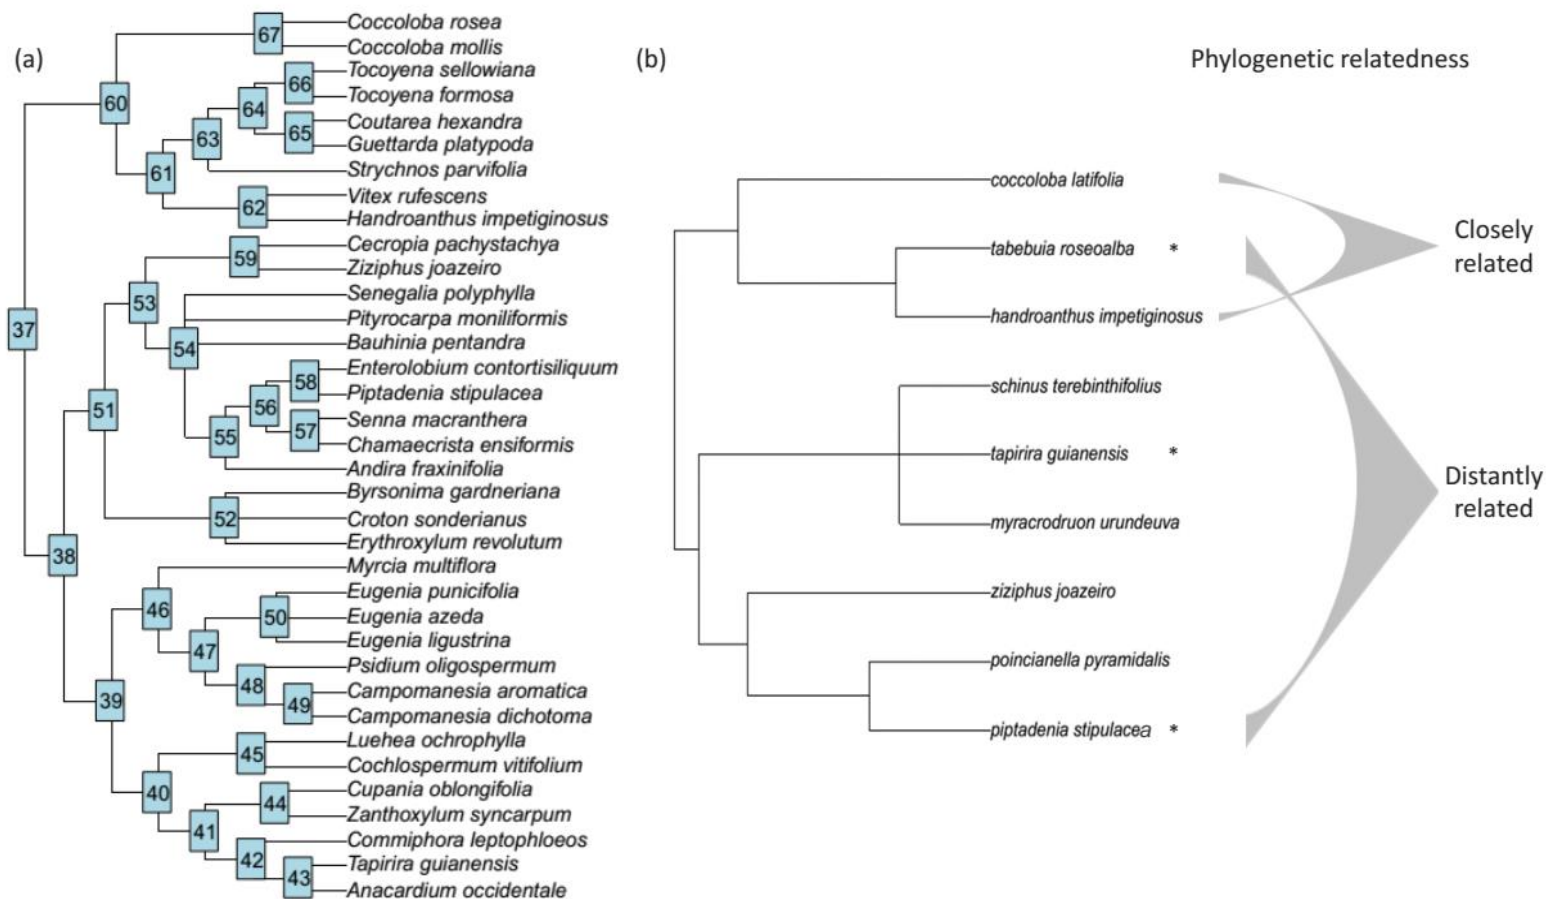 (a)
67
60
66
64
65
63
61
62
59
53
54
58
56
57
55
51
52
37
38
46
50
47
48
49
39
45
40
44
41
42
43
Coccoloba rosea
Coccoloba mollis
Tocoyena sellowiana
Tocoyena formosa
Coutarea hexandra
Guettarda platypoda
Strychnos parvifolia
Vitex rufescens
Handroanthus impetiginosus
Cecropia pachystachya
Ziziphus joazeiro
Senegalia polyphylla
Pityrocarpa moniliformis
Bauhinia pentandra
Enterolobium contortisiliquum
Piptadenia stipulacea
Senna macranthera
Chamaecrista ensiformis
Andira fraxinifolia
Byrsonima gardneriana
Croton sonderianus
Erythroxylum revolutum
Myrcia multiflora
Eugenia punicifolia
Eugenia azeda
Eugenia ligustrina
Psidium oligospermum
Campomanesia aromatica
Campomanesia dichotoma
Luehea ochrophylla
Cochlospermum vitifolium
Cupania oblongifolia
Zanthoxylum syncarpum
Commiphora leptophloeos
Tapirira guianensis
Anacardium occidentale
(b)
Phylogenetic relatedness
coccoloba latifolia
tabebuia roseoalba *
handroanthus impetiginosus
schinus terebinthifolius
tapirira guianensis *
myracrodruon urundeuva
ziziphus joazeiro
poincianella pyramidalis
piptadenia stipulacea *
Closely
related
Distantly
related